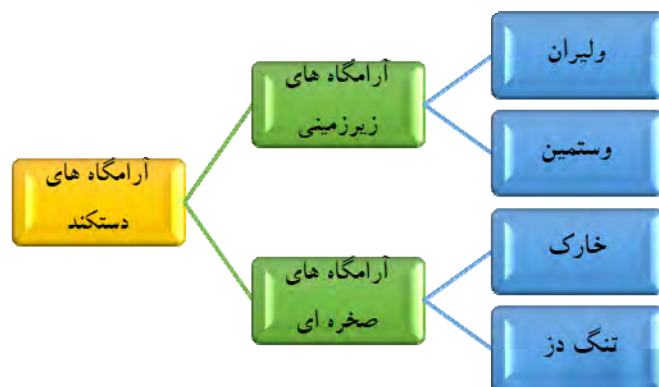 آرامگاه های
دستکند
آرامگاه های
زیرزمینی
ولیران
وستمین
آرامگاه های
صخره ای
خارک
تنگ دز